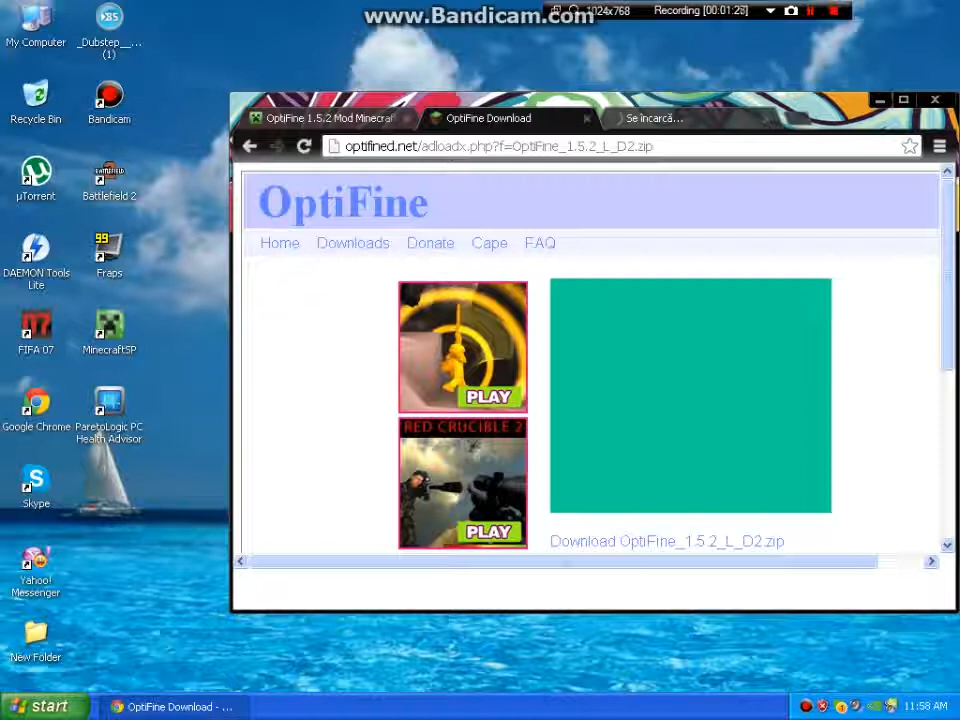 www.Bandicam.com
1024x768
Recording [00:01:28]
My Computer
_Dubstep__...
(1)
Recycle Bin
Bandicam
µTorrent
Battlefield 2
99
DAEMON Tools
Lite
Fraps
FIFA 07
MinecraftSP
Google Chrome
ParetoLogic PC
Health Advisor
Skype
Yahoo!
Messenger
New Folder
OptiFine 1.5.2 Mod Minecraf
OptiFine Download
Se încarcă...
optifined.net/adloadx.php?f=OptiFine_1.5.2_L_D2.zip
OptiFine
Home
Downloads
Donate
Cape
FAQ
PLAY
RED CRUCIBLE 2
PLAY
Download OptiFine_1.5.2_L_D2.zip
start
OptiFine Download - ...
11:58 AM